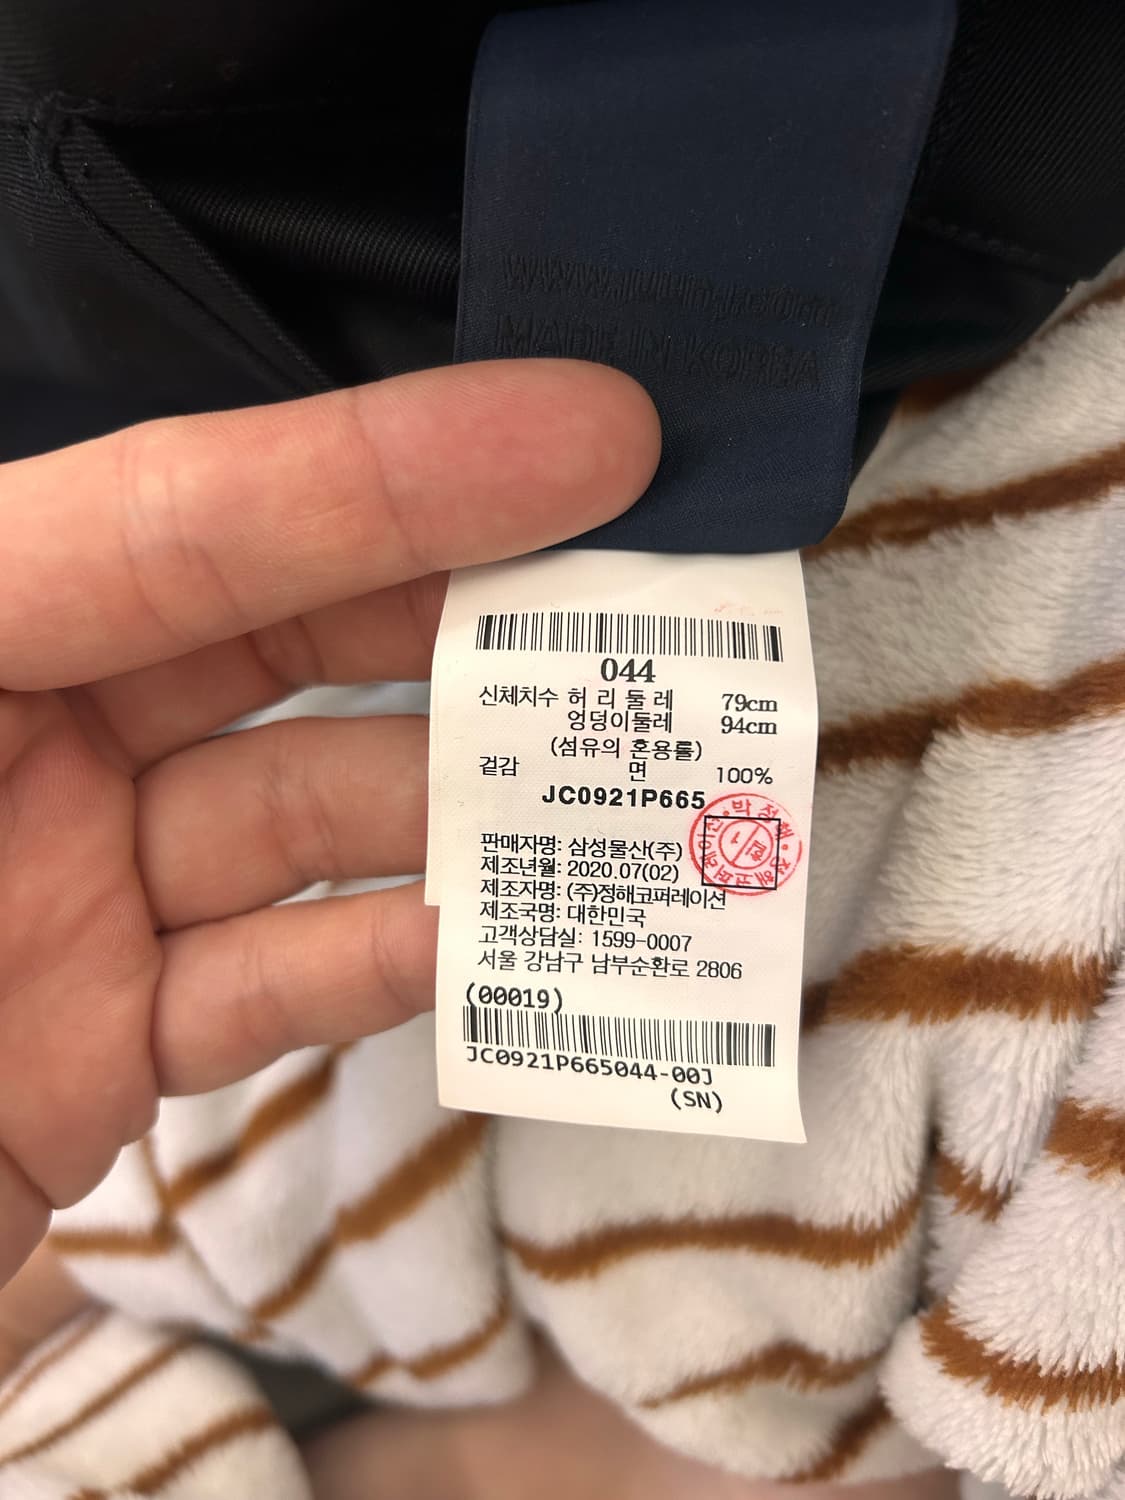 MADE IN KOREA
044
신체치수 허 리 둘 레 79cm
엉덩이둘레 94cm
(섬유의 혼용률)
겉감 면 100%
JC0921P665
판매자명: 삼성물산(주)
제조년월: 2020.07(02)
제조자명: (주)정해코퍼레이션
제조국명: 대한민국
고객상담실: 1599-0007
서울 강남구 남부순환로 2806
(00019)
JC0921P665044-00J
(SN)